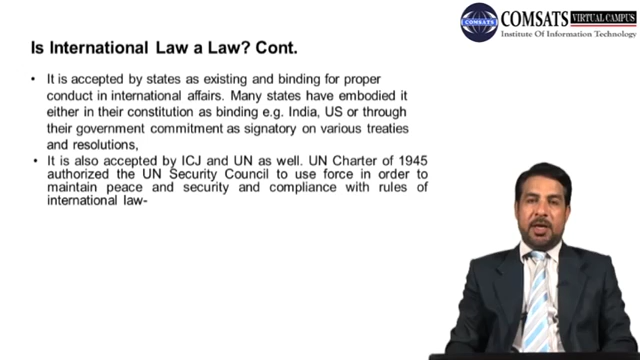 COMSATS VIRTUAL CAMPUS
Institute Of Information Technology
COMSATS
Is International Law a Law? Cont.
• It is accepted by states as existing and binding for proper
conduct in international affairs. Many states have embodied it
either in their constitution as binding e.g. India, US or through
their government commitment as signatory on various treaties
and resolutions,
• It is also accepted by ICJ and UN as well. UN Charter of 1945
authorized the UN Security Council to use force in order to
maintain peace and security and compliance with rules of
international law-